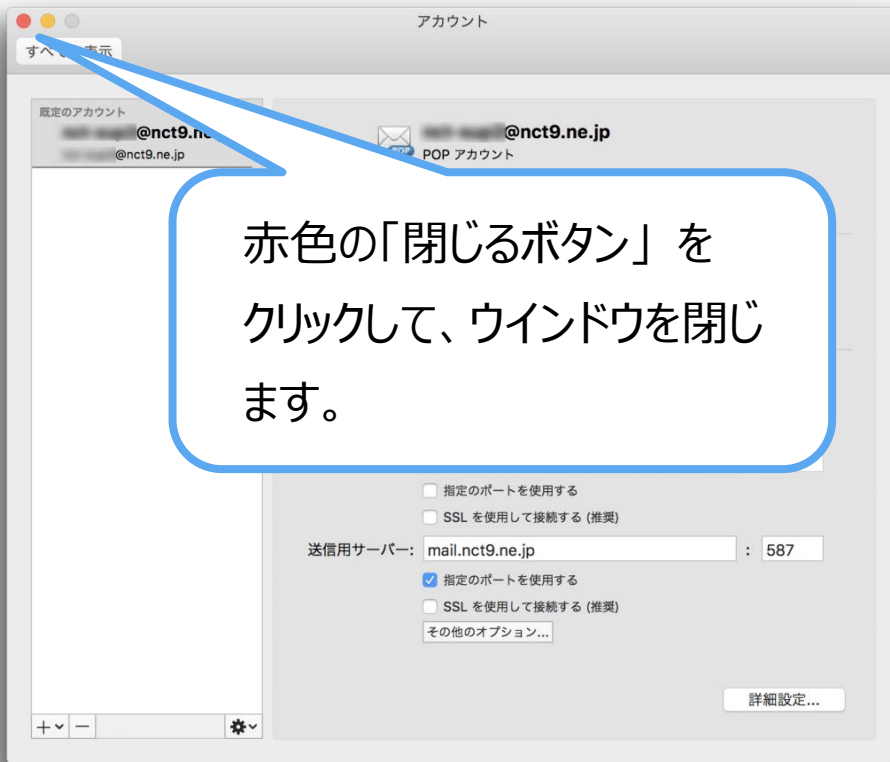 アカウント
すべ 表示
既定のアカウント
@nct9.ne
@nct9.ne.jp
@nct9.ne.jp
POP アカウント
赤色の「閉じるボタン」を
クリックして、ウインドウを閉じ
ます。
指定のポートを使用する
SSL を使用して接続する (推奨)
送信用サーバー: mail.nct9.ne.jp : 587
指定のポートを使用する
SSL を使用して接続する (推奨)
その他のオプション...
詳細設定...